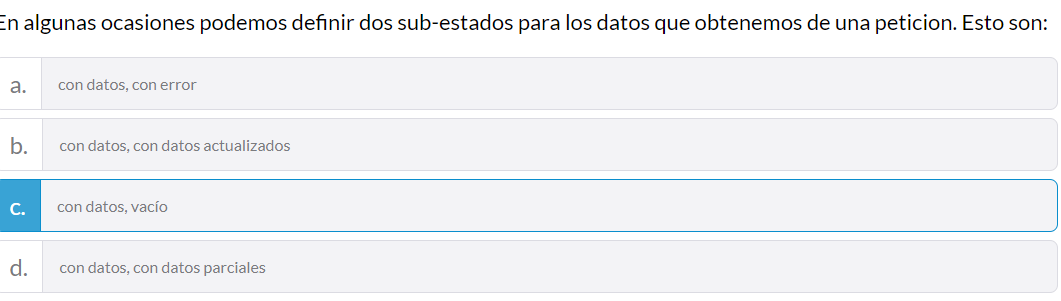 En algunas ocasiones podemos definir dos sub-estados para los datos que obtenemos de una peticion. Esto son:
a. con datos, con error
b. con datos, con datos actualizados
c. con datos, vacío
d. con datos, con datos parciales